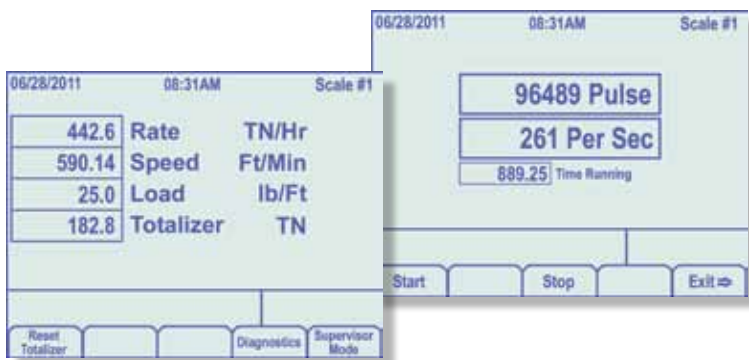 06/28/2011 08:31AM Scale #1
442.6 Rate TN/Hr
590.14 Speed Ft/Min
25.0 Load lb/Ft
182.8 Totalizer TN
Reset Totalizer Diagnostics Supervisor Mode
06/28/2011 08:31AM Scale #1
96489 Pulse
261 Per Sec
889.25 Time Running
Start Stop Exit⇨